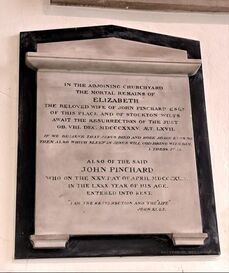 IN THE ADJOINING CHURCHYARD
THE MORTAL REMAINS OF
ELIZABETH
THE BELOVED WIFE OF JOHN PINCHARD ESQ.
OF THIS PLACE AND OF STOCKTON WILTS
AWAIT THE RESURRECTION OF THE JUST
OB. VIII. DEC. MDCCCXXXV. ÆT. LXVII.
IF WE BELIEVE THAT JESUS DIED AND ROSE AGAIN EVEN SO
THEM ALSO WHICH SLEEP IN JESUS WILL GOD BRING WITH HIM
ALSO OF THE SAID
JOHN PINCHARD
WHO ON THE XXV. DAY OF APRIL
IN THE LXXX YEAR OF HIS AGE,
ENTERED INTO REST.
"I AM THE RESURRECTION AND THE LIFE"
JOHN XI.